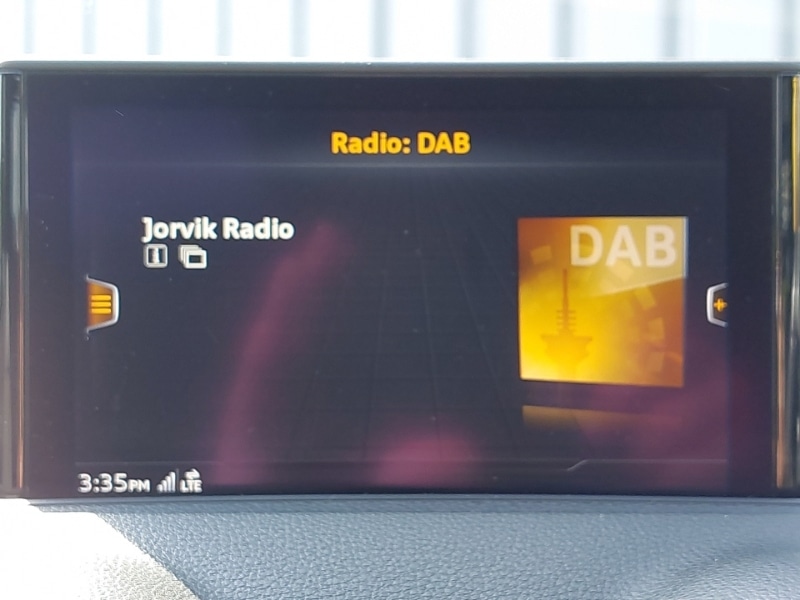 Radio: DAB
Jorvik Radio
DAB
3:35PM LTE